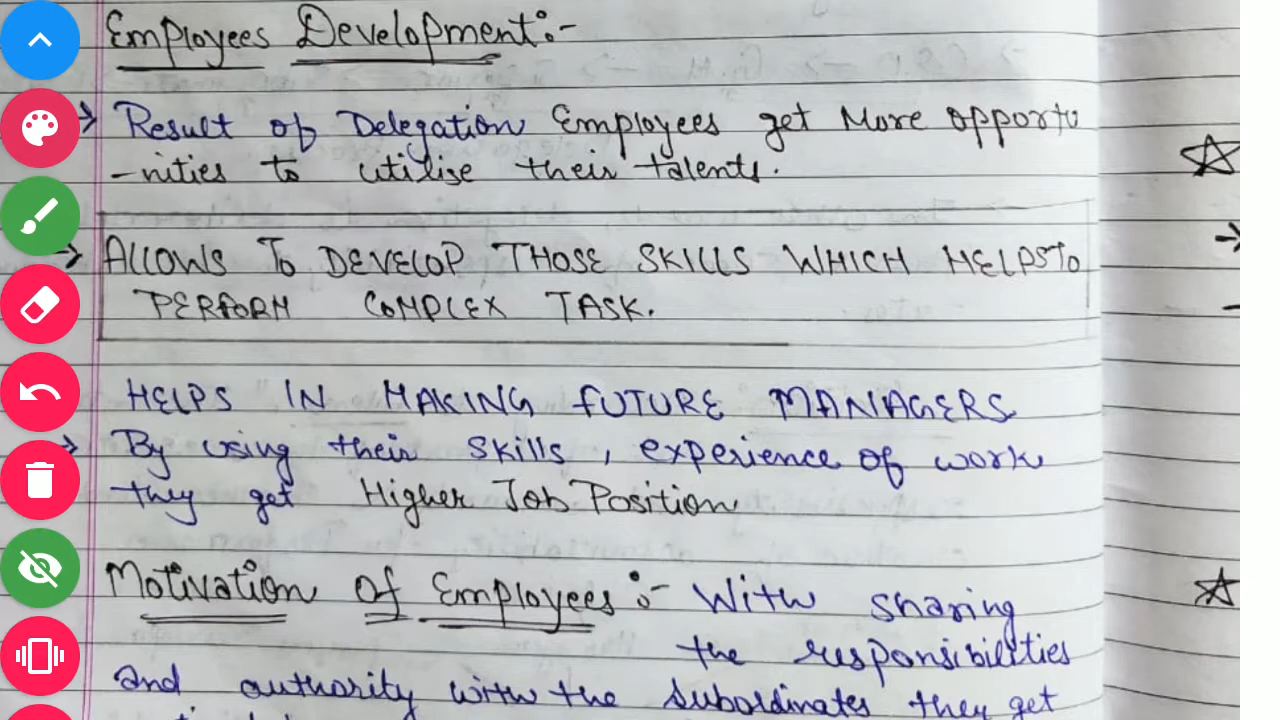 Employees Development:-
→ Result of Delegation Employees get More opportu
-nities to utilise their talents.
→ ALLOWS TO DEVELOP THOSE SKILLS WHICH HELPS TO
PERFORM COMPLEX TASK.
HELPS IN MAKING FUTURE MANAGERS
→ By using their skills, experience of work
they get Higher Job Position
Motivation Of Employees:- With sharing
the responsibilities
and authority with the subordinates they get